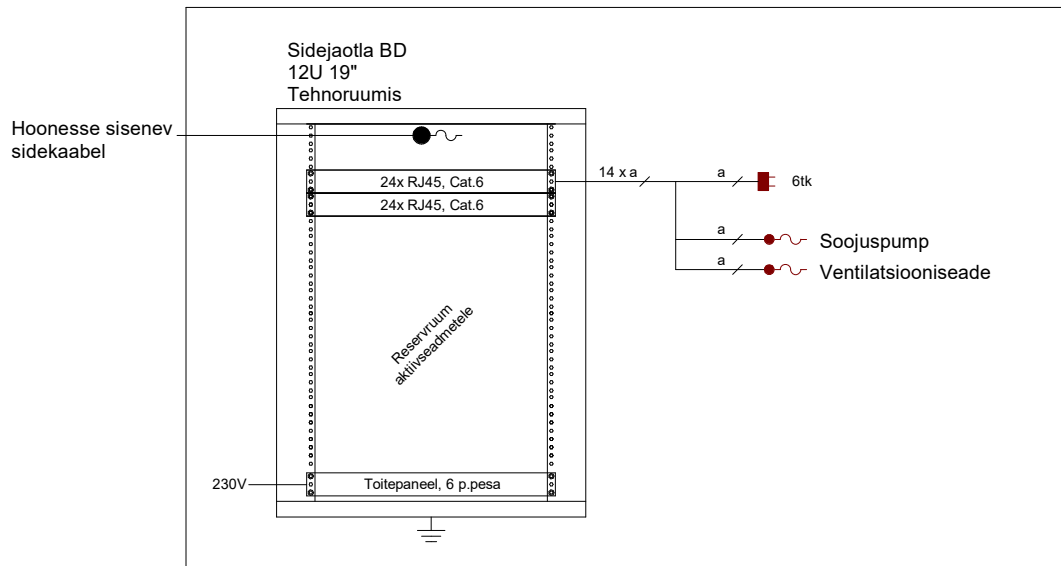 Sidejaotla BD
12U 19"
Tehnoruumis
Hoonesse sisenev
sidekaabel
24x RJ45, Cat.6
24x RJ45, Cat.6
14 x a
a
6tk
a
Soojuspump
a
Ventilatsiooniseade
Reservruum
aktiivseadmetele
230V
Toitepaneel, 6 p.pesa